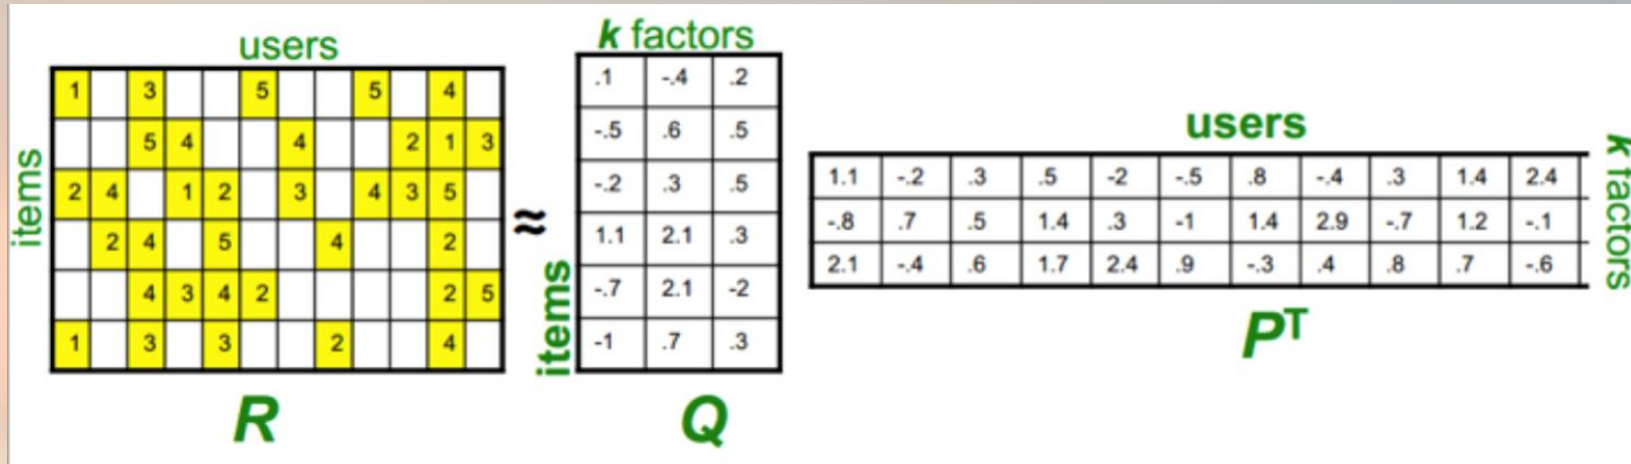 users
items
1 3 5 5 4
5 4 4 2 1 3
2 4 1 2 3 4 3 5
2 4 5 4 2
4 3 4 2 2 5
1 3 3 2 4
R
≈
k factors
items
.1 -.4 .2
-.5 .6 .5
-.2 .3 .5
1.1 2.1 .3
-.7 2.1 -2
-1 .7 .3
Q
users
1.1 -.2 .3 .5 -2 -.5 .8 -.4 .3 1.4 2.4
-.8 .7 .5 1.4 .3 -1 1.4 2.9 -.7 1.2 -.1
2.1 -.4 .6 1.7 2.4 .9 -.3 .4 .8 .7 -.6
k factors
PT